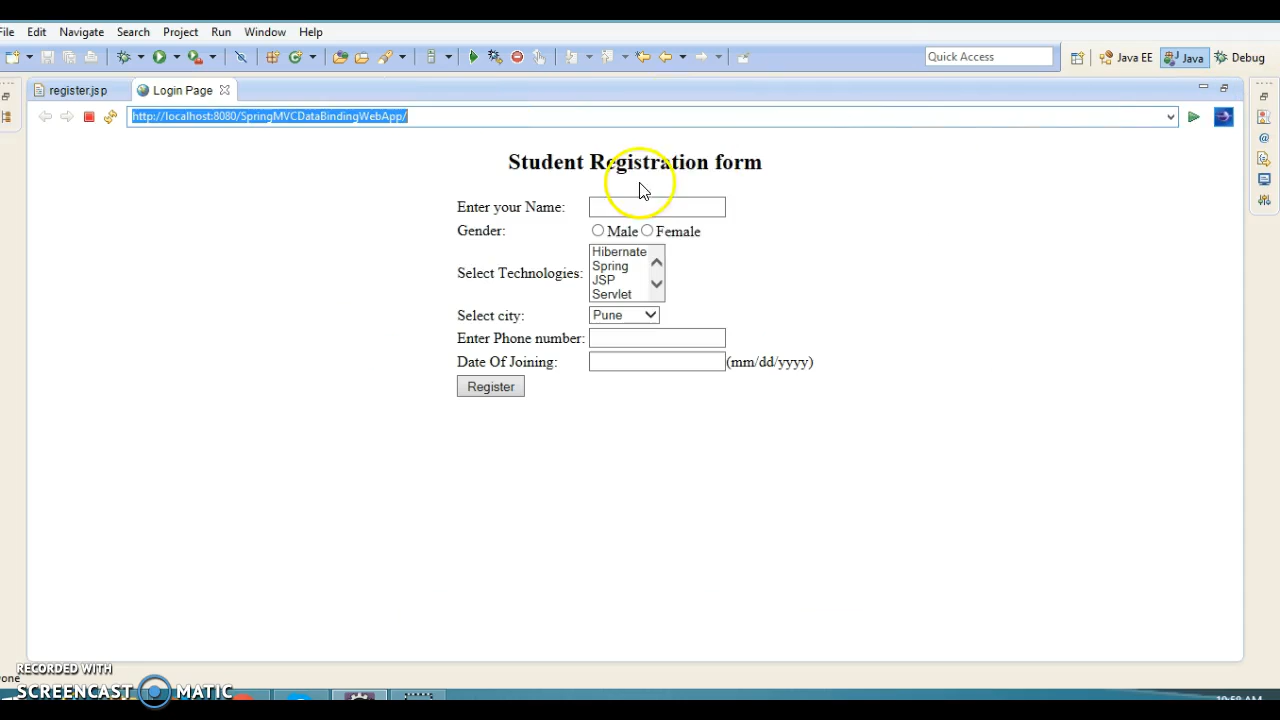 File Edit Navigate Search Project Run Window Help
Quick Access Java EE Java Debug
register.jsp Login Page
http://localhost:8080/SpringMVCDataBindingWebApp/
Student Registration form
Enter your Name:
Gender: Male Female
Select Technologies: Hibernate
Spring
JSP
Servlet
Select city: Pune
Enter Phone number:
Date Of Joining: (mm/dd/yyyy)
Register
RECORDED WITH
SCREENCAST MATIC